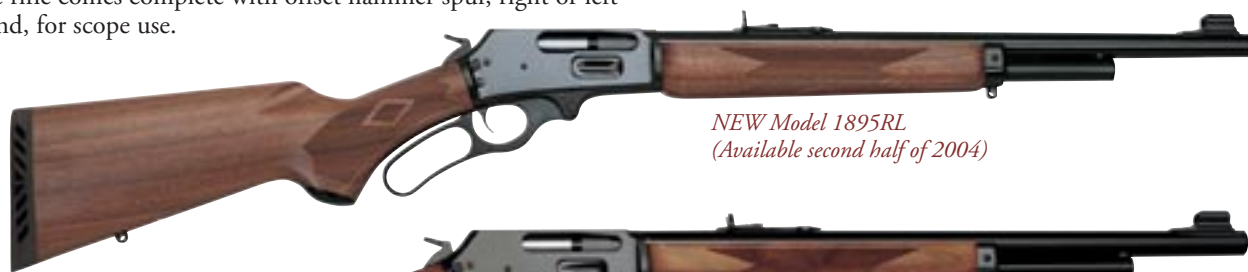 comes complete with offset hammer spur, right or left
nd, for scope use.
NEW Model 1895RL
(Available second half of 2004)